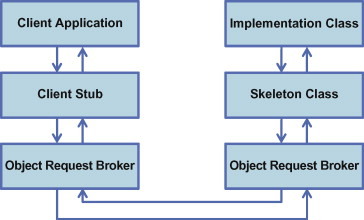 Client Application
Implementation Class
Client Stub
Skeleton Class
Object Request Broker
Object Request Broker